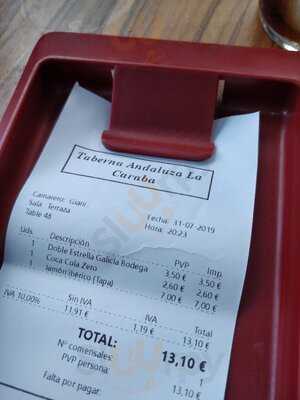 Taberna Andaluza La
Caraba
Camarero: Giani
Sala: Terraza
Table 48
Fecha: 31-07-2019
Hora: 20:23
Uds. Descripción PVP Imp.
1 Doble Estrella Galicia Bodega 3,50 € 3,50 €
1 Coca Cola Zero 2,60 € 2,60 €
1 Jamón Ibérico (Tapa) 7,00 € 7,00 €
Sin IVA IVA Total
IVA 10,00% 11,91 € 1,19 € 13,10 €
TOTAL: 13,10 €
Nº comensales: 1
PVP persona: 13,10 €
Falta por pagar: